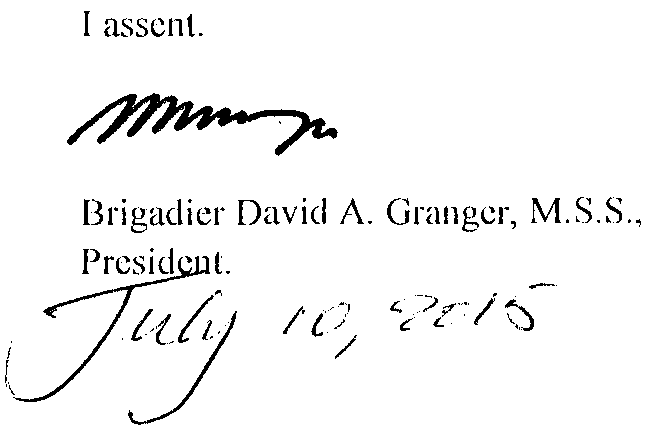 I assent.
Brigadier David A. Granger, M.S.S.,
President.
July 10, 2015